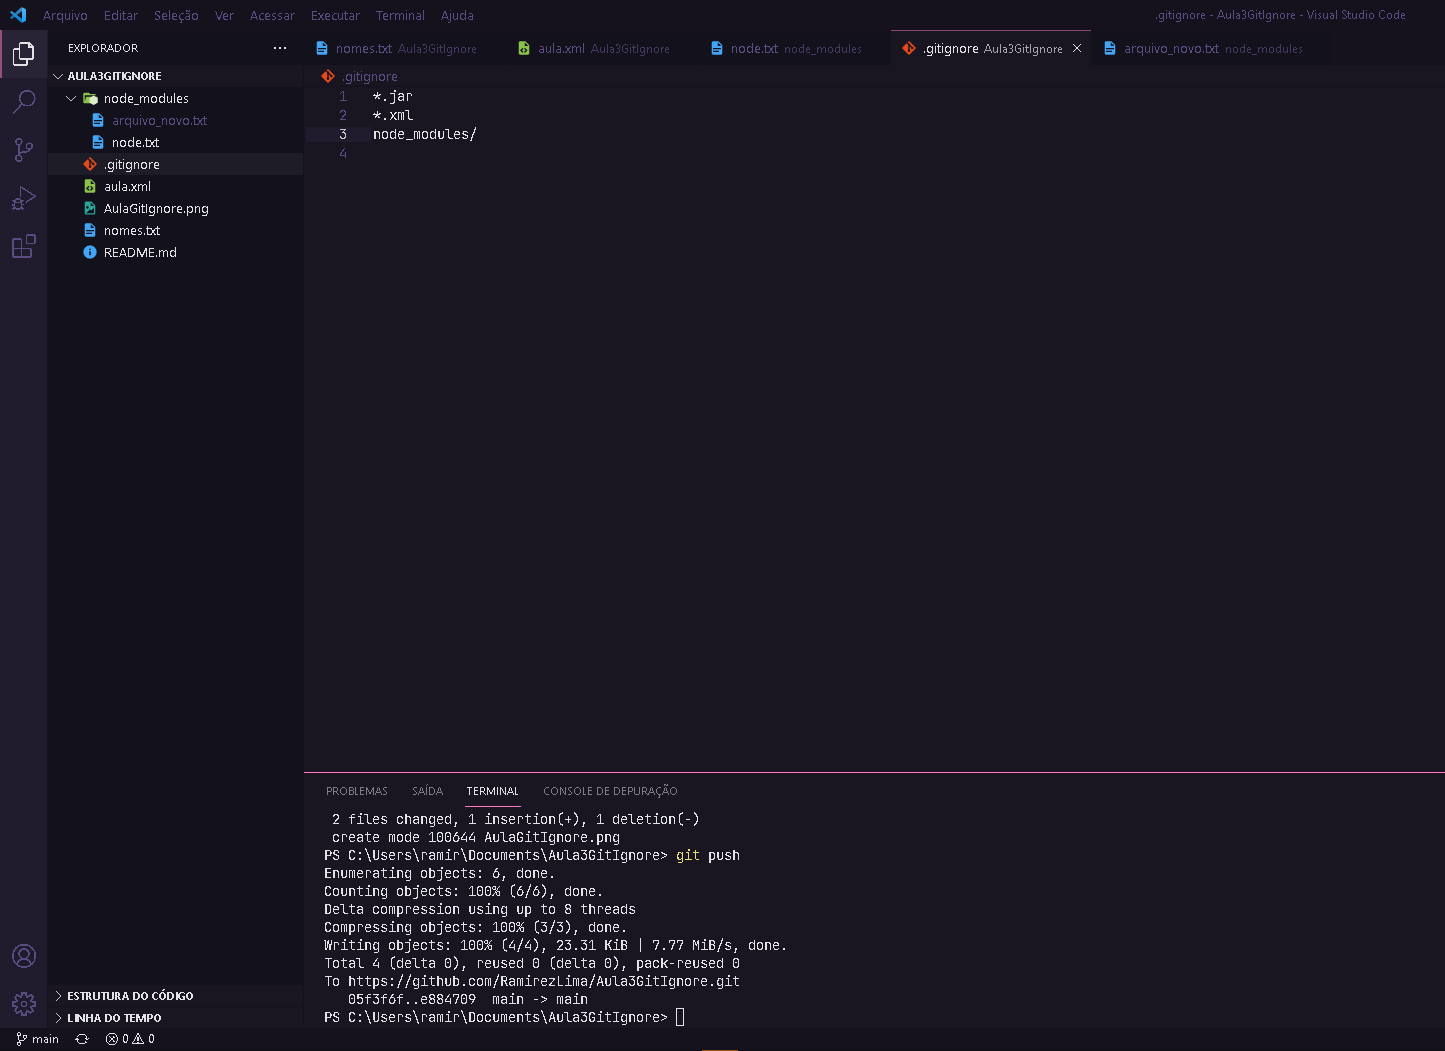 Arquivo Editar Seleção Ver Acessar Executar Terminal Ajuda .gitignore - Aula3GitIgnore - Visual Studio Code
EXPLORADOR ···
nomes.txt Aula3GitIgnore aula.xml Aula3GitIgnore node.txt node_modules .gitignore Aula3GitIgnore arquivo_novo.txt node_modules
AULA3GITIGNORE
node_modules
arquivo_novo.txt
node.txt
.gitignore
aula.xml
AulaGitIgnore.png
nomes.txt
README.md
ESTRUTURA DO CÓDIGO
LINHA DO TEMPO
.gitignore
1 *.jar
2 *.xml
3 node_modules/
4
PROBLEMAS SAÍDA TERMINAL CONSOLE DE DEPURAÇÃO
2 files changed, 1 insertion(+), 1 deletion(-)
create mode 100644 AulaGitIgnore.png
PS C:\Users\ramir\Documents\Aula3GitIgnore> git push
Enumerating objects: 6, done.
Counting objects: 100% (6/6), done.
Delta compression using up to 8 threads
Compressing objects: 100% (3/3), done.
Writing objects: 100% (4/4), 23.31 KiB | 7.77 MiB/s, done.
Total 4 (delta 0), reused 0 (delta 0), pack-reused 0
To https://github.com/RamirezLima/Aula3GitIgnore.git
05f3f6f..e884709 main -> main
PS C:\Users\ramir\Documents\Aula3GitIgnore>
main 0 0